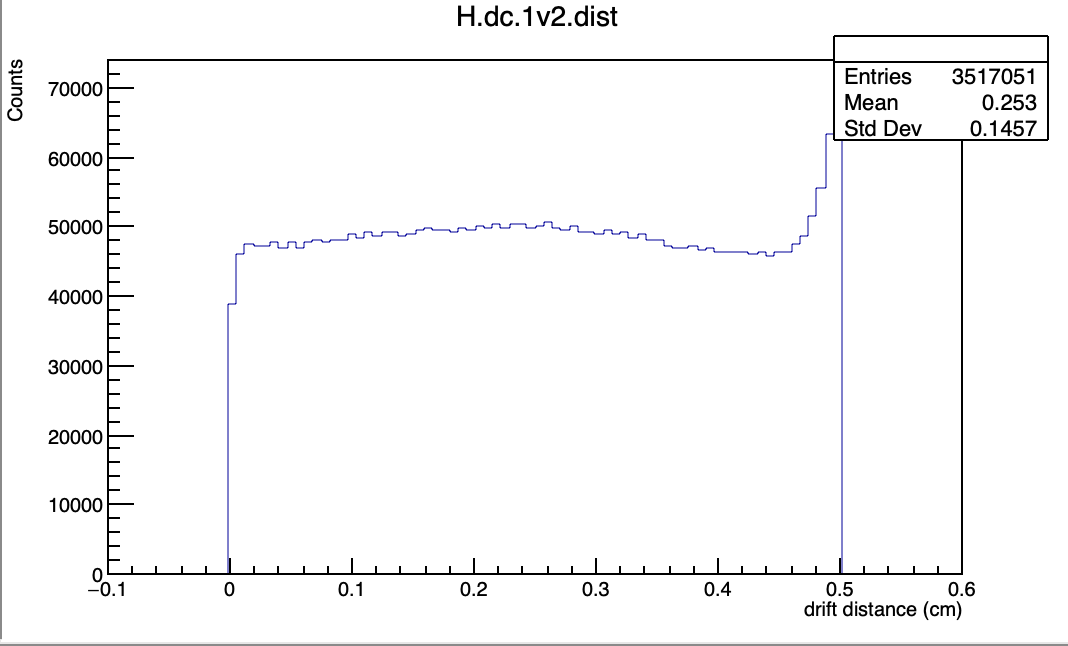 H.dc.1v2.dist
Entries 3517051
Mean 0.253
Std Dev 0.1457
Counts
70000
60000
50000
40000
30000
20000
10000
0
−0.1 0 0.1 0.2 0.3 0.4 0.5 0.6
drift distance (cm)